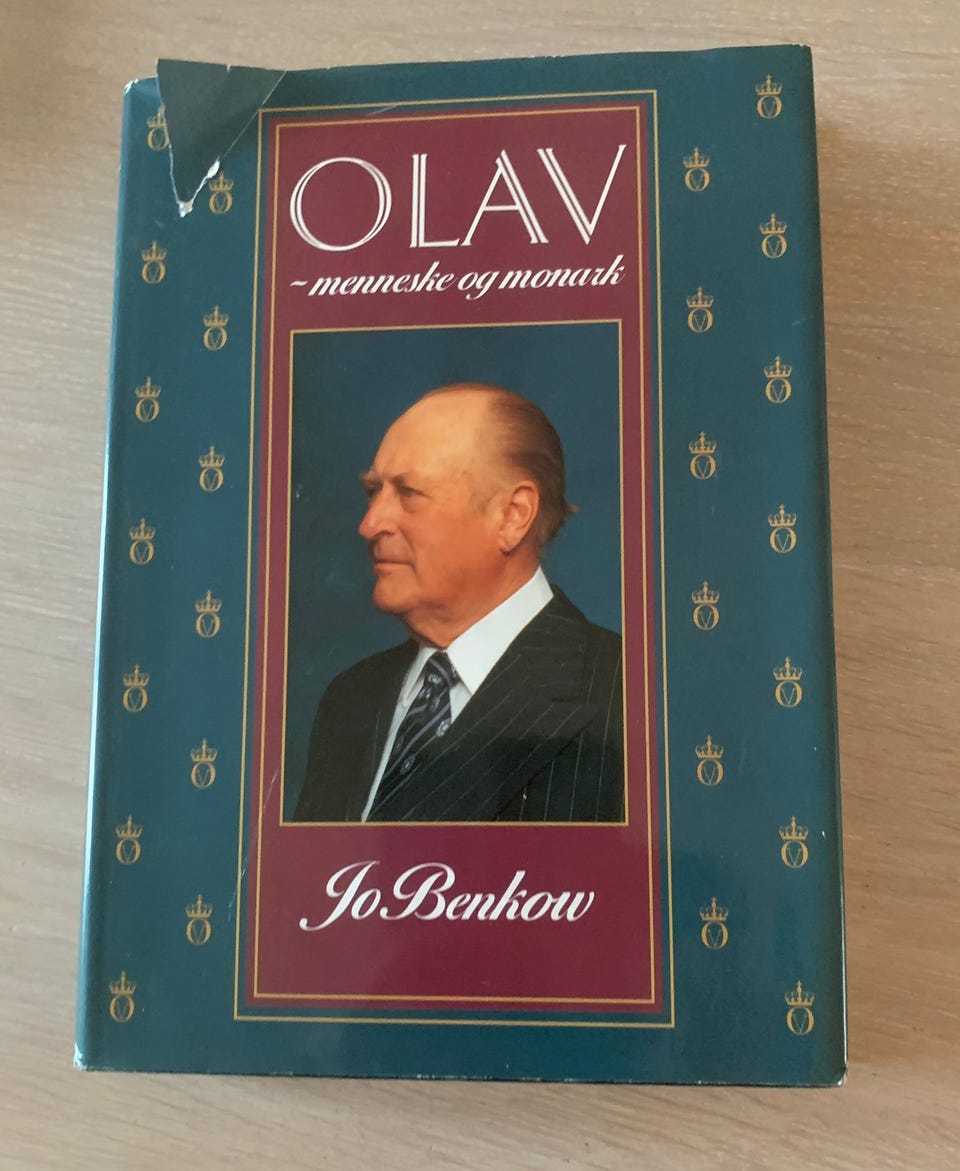 OLAV
~ menneske og monark
Jo Benkow